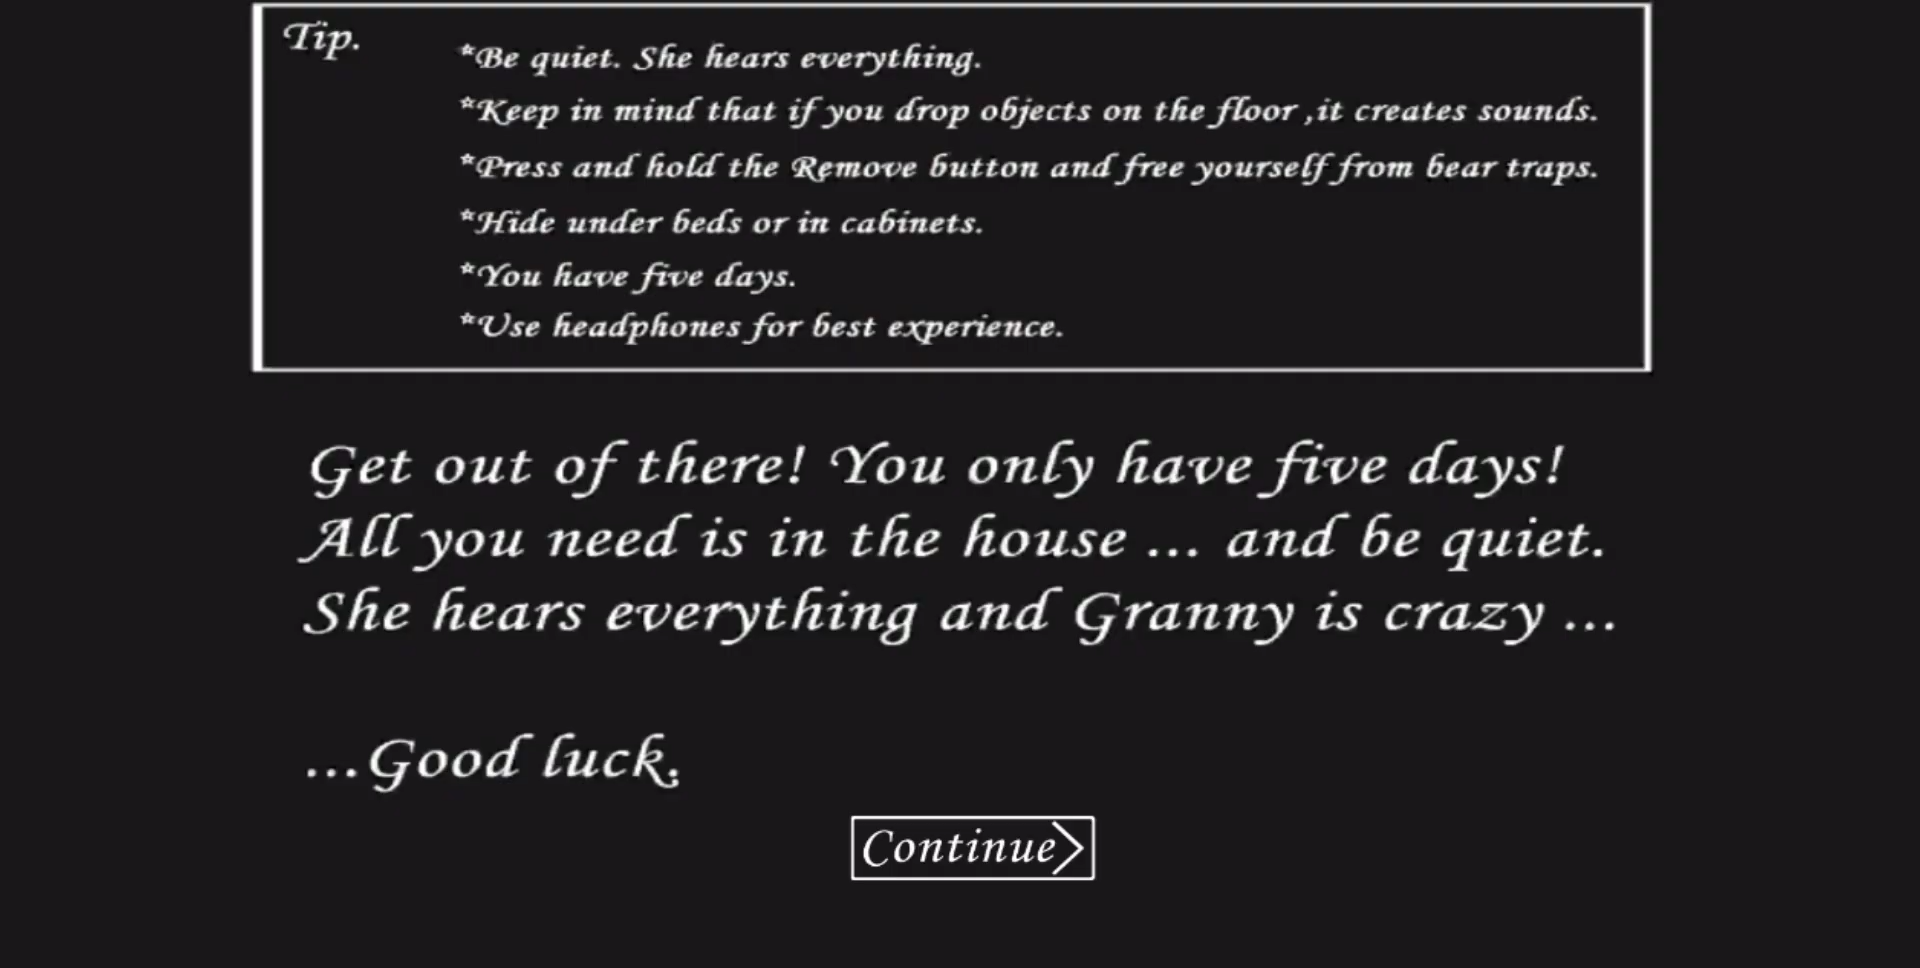 Tip.
*Be quiet. She hears everything.
*Keep in mind that if you drop objects on the floor ,it creates sounds.
*Press and hold the Remove button and free yourself from bear traps.
*Hide under beds or in cabinets.
*You have five days.
*Use headphones for best experience.
Get out of there! You only have five days!
All you need is in the house ... and be quiet.
She hears everything and Granny is crazy ...
...Good luck.
Continue>